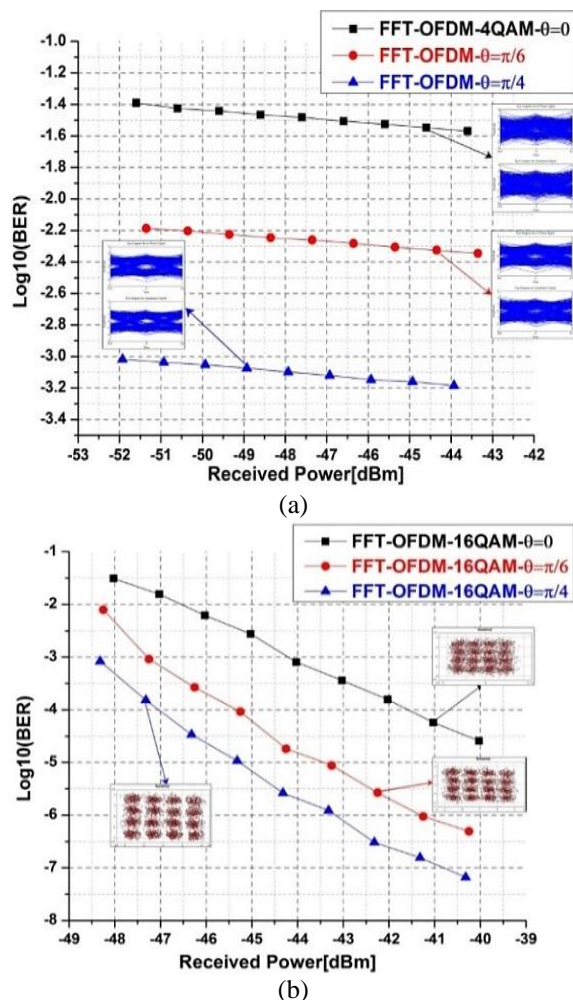 FFT-OFDM-4QAM-θ=0
FFT-OFDM-θ=π/6
FFT-OFDM-θ=π/4
-1.0
-1.2
-1.4
-1.6
-1.8
-2.0
-2.2
-2.4
-2.6
-2.8
-3.0
-3.2
-3.4
Log10(BER)
-53 -52 -51 -50 -49 -48 -47 -46 -45 -44 -43 -42
Received Power[dBm]
(a)
FFT-OFDM-16QAM-θ=0
FFT-OFDM-16QAM-θ=π/6
FFT-OFDM-16QAM-θ=π/4
-1
-2
-3
-4
-5
-6
-7
-8
Log10(BER)
-49 -48 -47 -46 -45 -44 -43 -42 -41 -40 -39
Received Power[dBm]
(b)